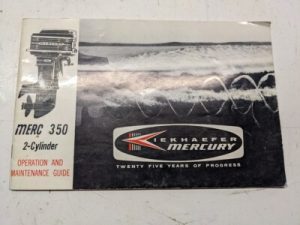 MERC 350
2-Cylinder
OPERATION AND
MAINTENANCE GUIDE
KIEKHAEFER
MERCURY
TWENTY FIVE YEARS OF PROGRESS